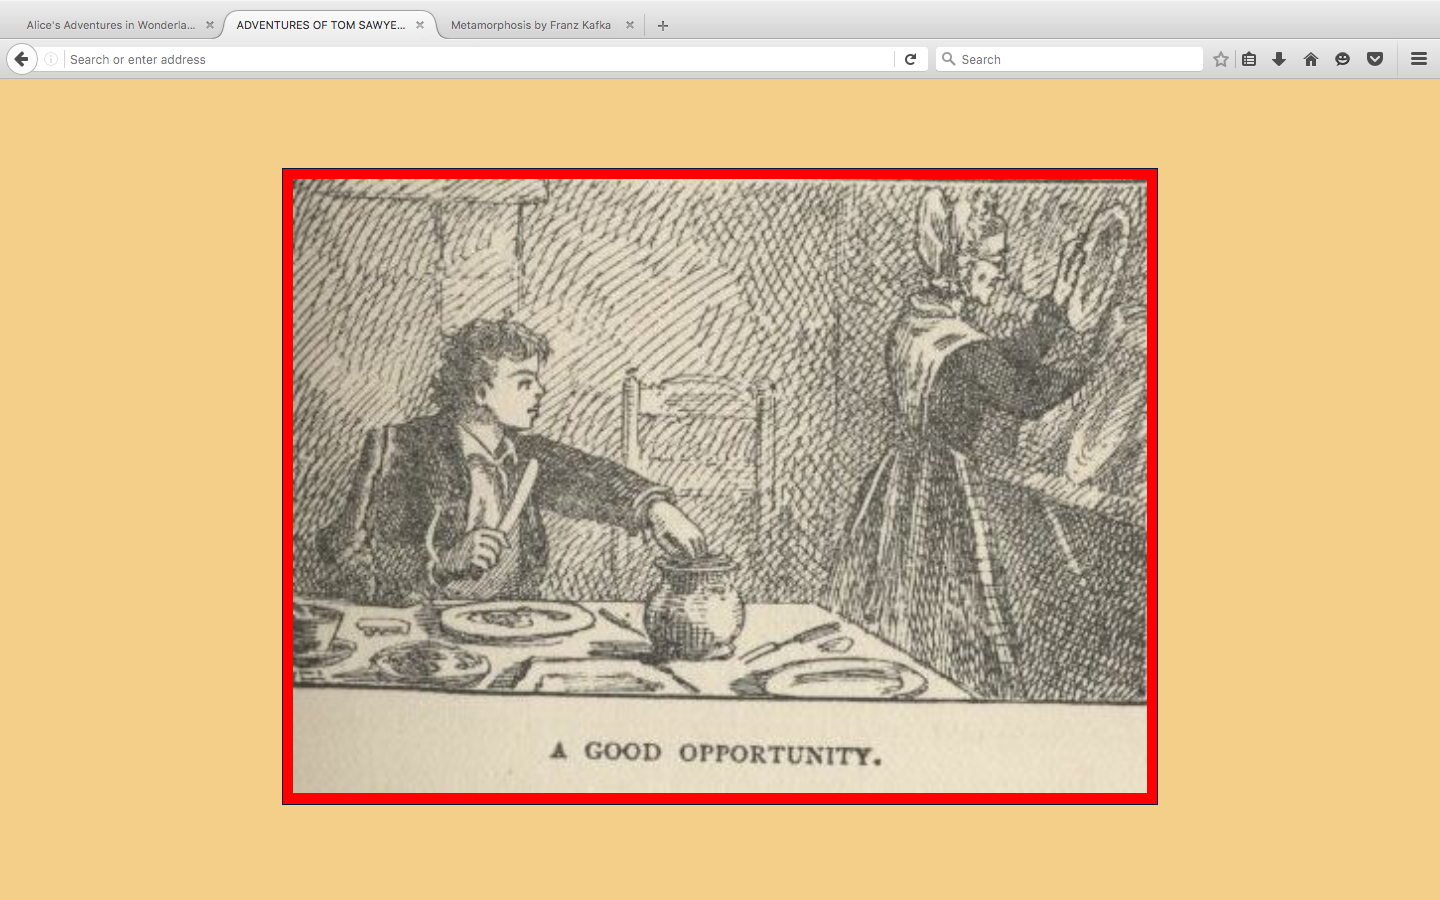 Alice's Adventures in Wonderla...
ADVENTURES OF TOM SAWYE...
Metamorphosis by Franz Kafka
Search or enter address
Search
A GOOD OPPORTUNITY.